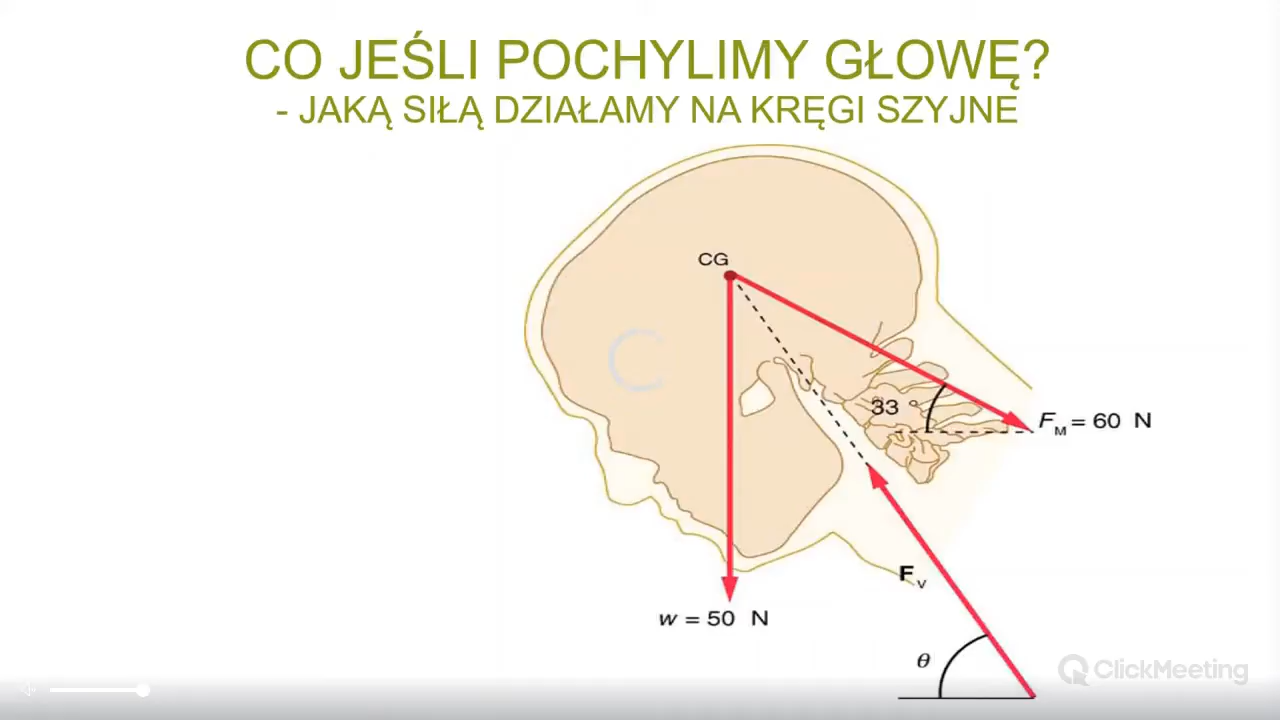 CO JEŚLI POCHYLIMY GŁOWĘ?
- JAKĄ SIŁĄ DZIAŁAMY NA KRĘGI SZYJNE
CG
33 °
F_M = 60 N
F_V
w = 50 N
θ
ClickMeeting